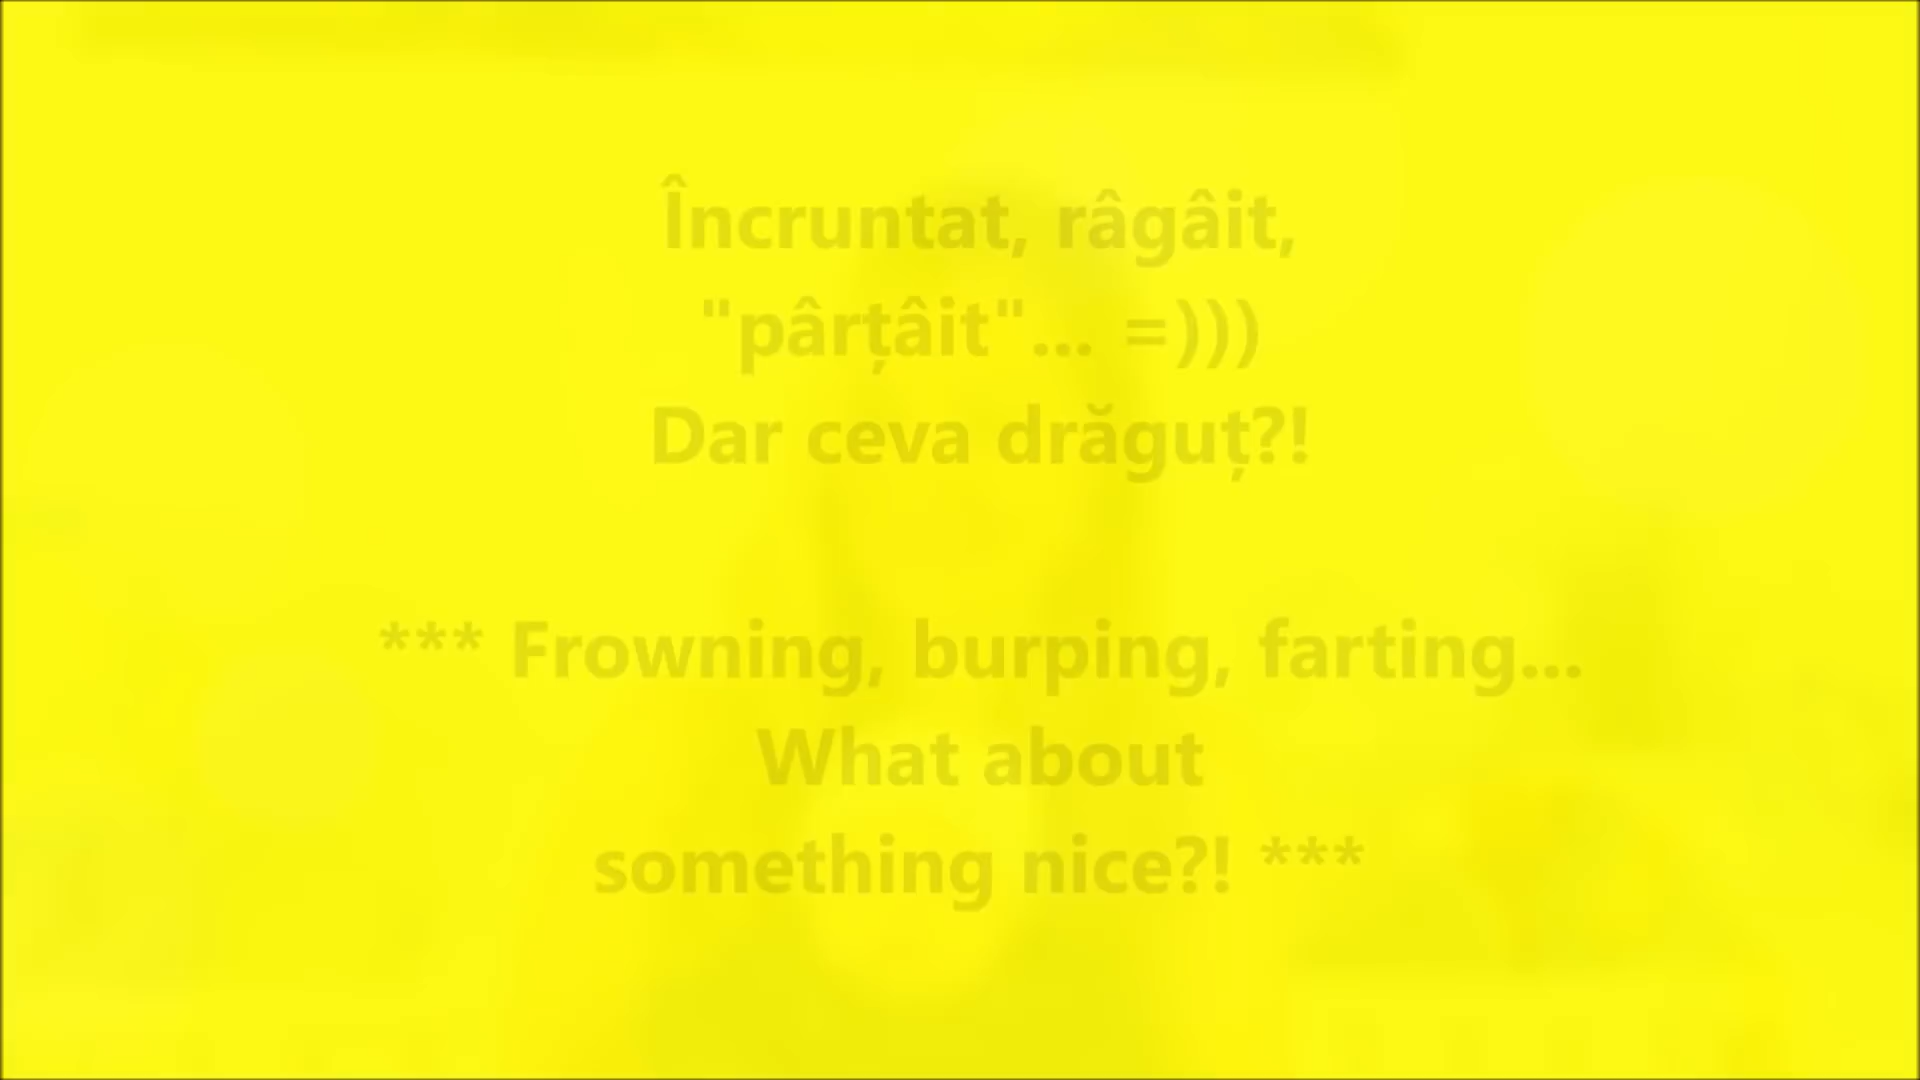 Încruntat, râgâit,
"pârțâit"... =)))
Dar ceva drăguț?!
*** Frowning, burping, farting...
What about
something nice?! ***